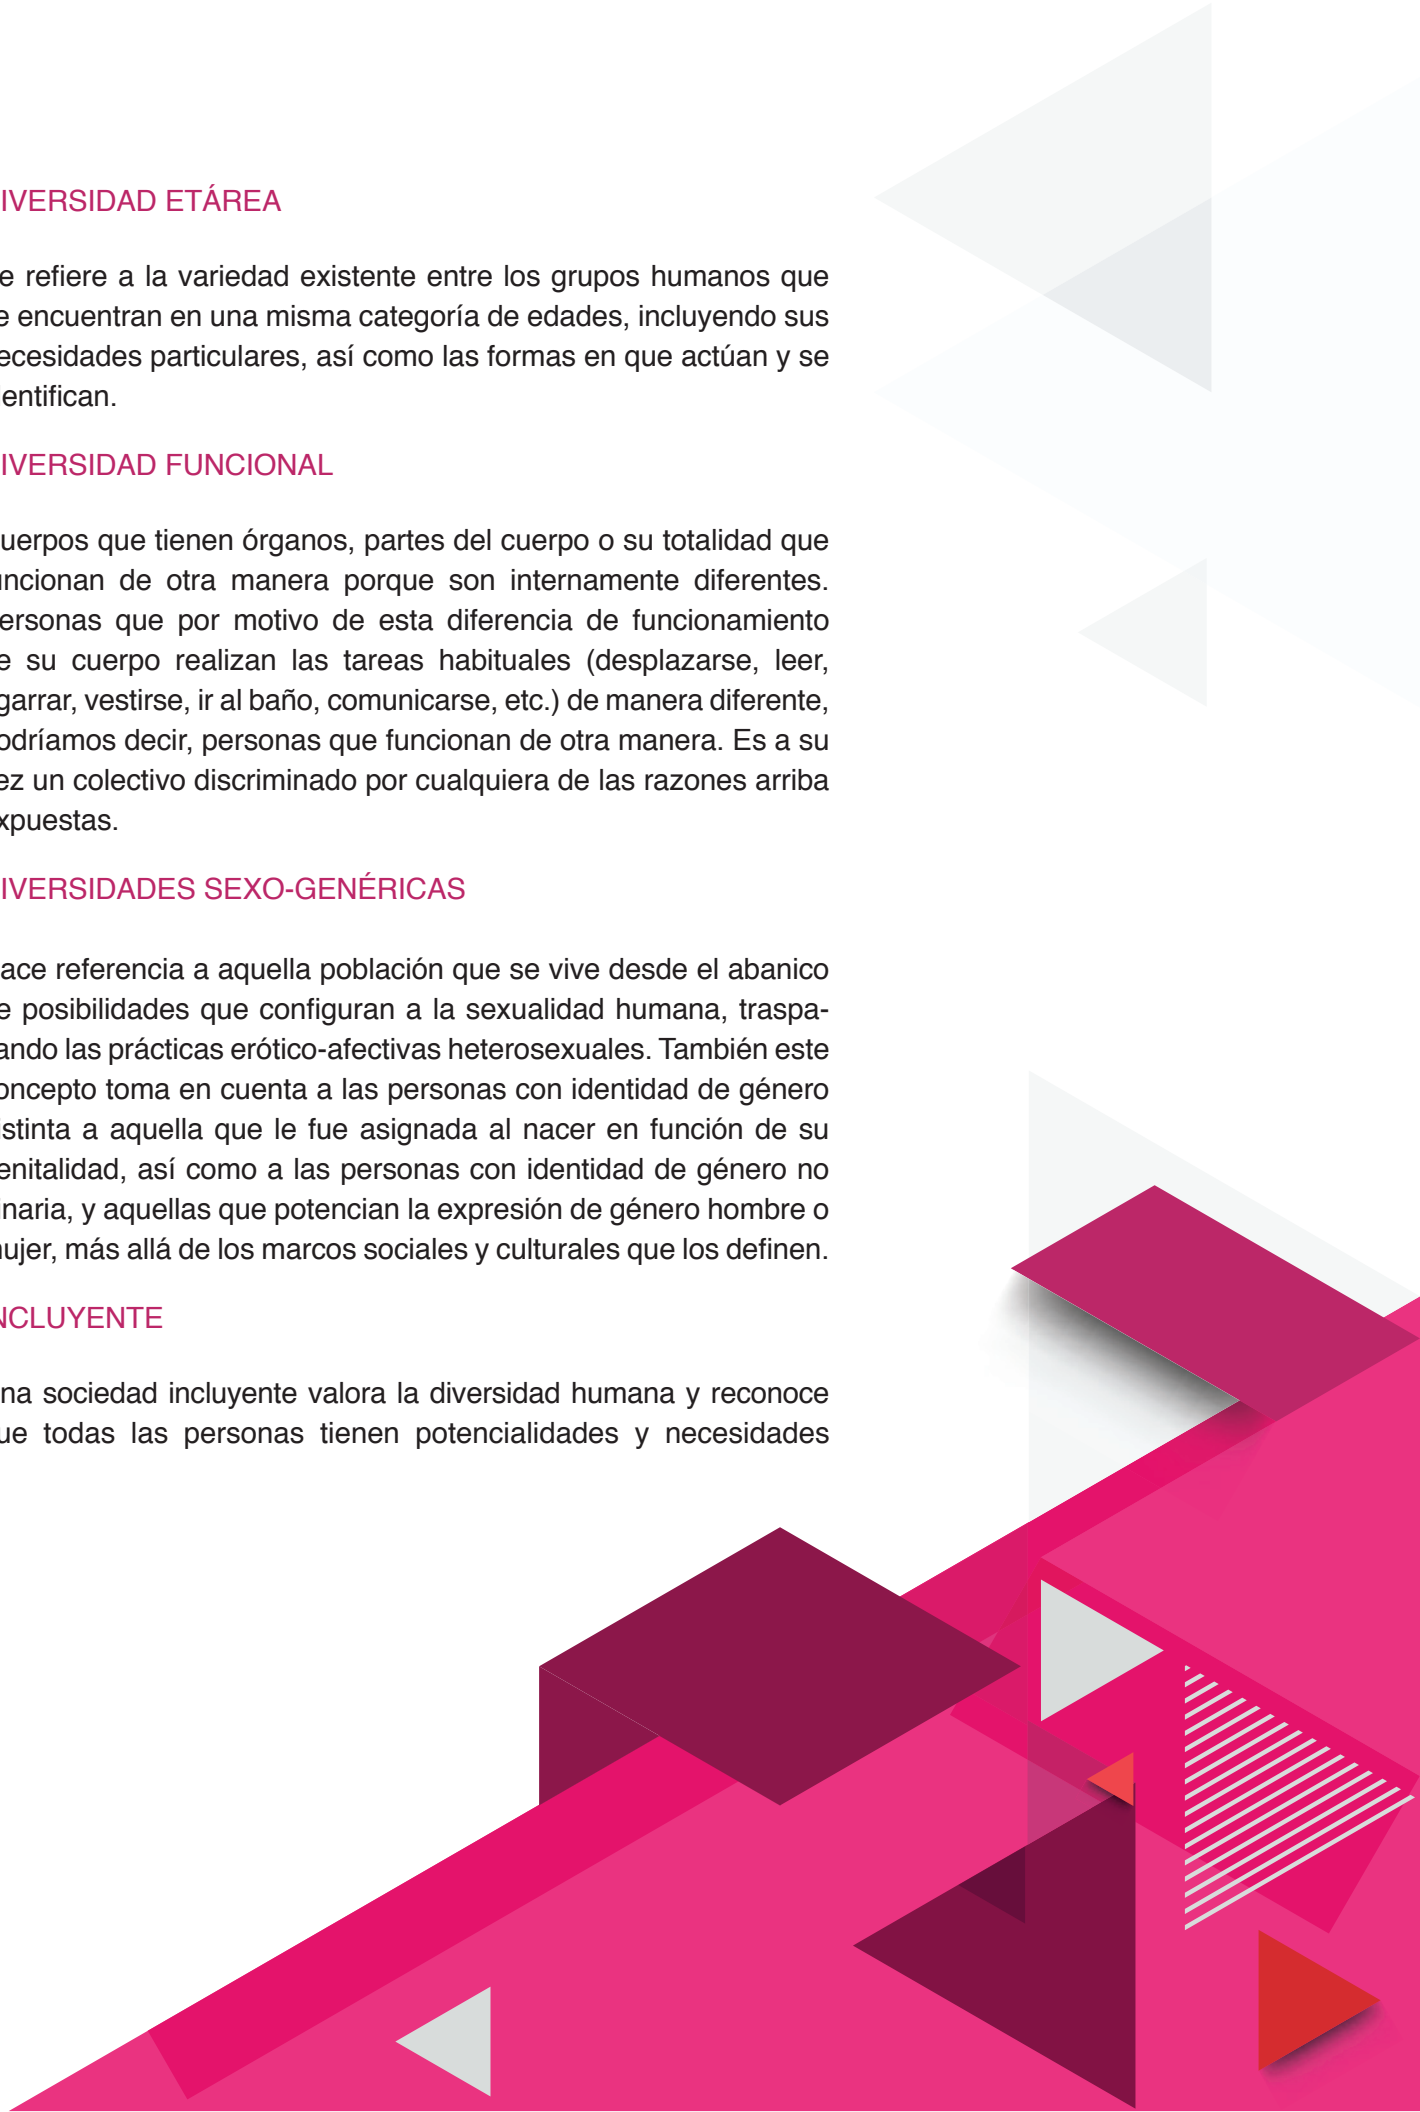 IVERSIDAD ETÁREA
e refiere a la variedad existente entre los grupos humanos que
e encuentran en una misma categoría de edades, incluyendo sus
ecesidades particulares, así como las formas en que actúan y se
entifican.
IVERSIDAD FUNCIONAL
uerpos que tienen órganos, partes del cuerpo o su totalidad que
ncionan de otra manera porque son internamente diferentes.
ersonas que por motivo de esta diferencia de funcionamiento
e su cuerpo realizan las tareas habituales (desplazarse, leer,
garrar, vestirse, ir al baño, comunicarse, etc.) de manera diferente,
odríamos decir, personas que funcionan de otra manera. Es a su
ez un colectivo discriminado por cualquiera de las razones arriba
xpuestas.
IVERSIDADES SEXO-GENÉRICAS
ace referencia a aquella población que se vive desde el abanico
e posibilidades que configuran a la sexualidad humana, traspa-
ando las prácticas erótico-afectivas heterosexuales. También este
oncepto toma en cuenta a las personas con identidad de género
istinta a aquella que le fue asignada al nacer en función de su
enitalidad, así como a las personas con identidad de género no
inaria, y aquellas que potencian la expresión de género hombre o
ujer, más allá de los marcos sociales y culturales que los definen.
NCLUYENTE
na sociedad incluyente valora la diversidad humana y reconoce
ue todas las personas tienen potencialidades y necesidades